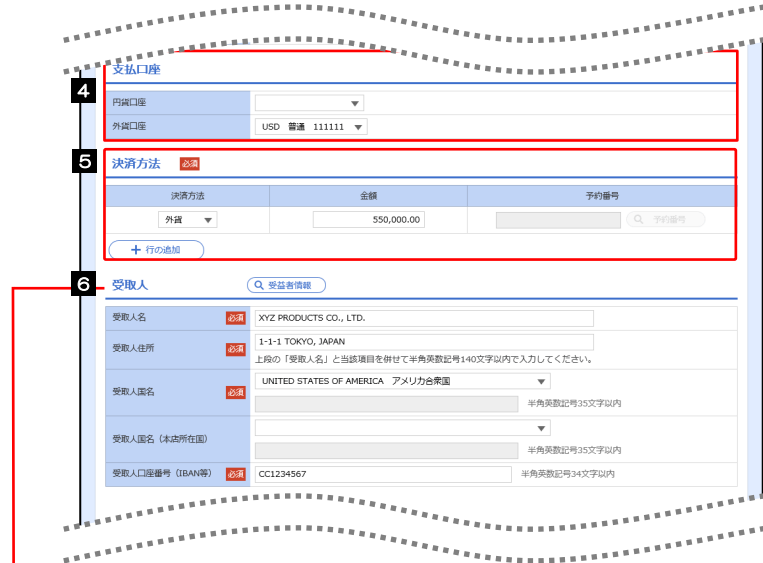 4
支払口座
円貨口座
外貨口座 USD 普通 111111
5
決済方法 必須
決済方法 金額 予約番号
外貨 550,000.00 予約番号
+ 行の追加
6
受取人 受益者情報
受取人名 必須 XYZ PRODUCTS CO., LTD.
受取人住所 必須 1-1-1 TOKYO, JAPAN
上段の「受取人名」と当該項目を併せて半角英数記号140文字以内で入力してください。
受取人国名 必須 UNITED STATES OF AMERICA アメリカ合衆国
半角英数記号35文字以内
受取人国名（本店所在国）
半角英数記号35文字以内
受取人口座番号（IBAN等） 必須 CC1234567 半角英数記号34文字以内